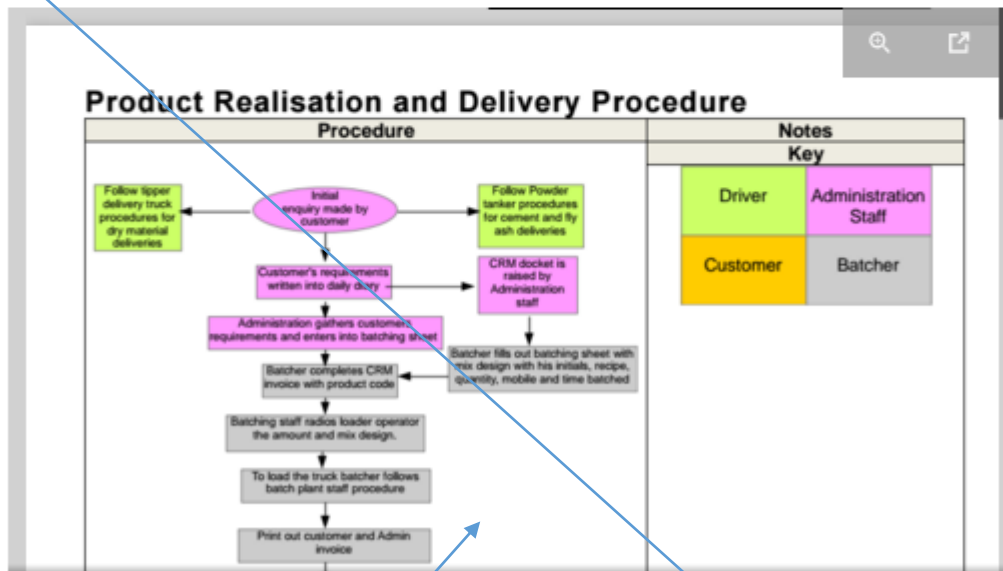 Product Realisation and Delivery Procedure
Procedure
Notes
Key
Follow tipper
delivery truck
procedures for
dry material
deliveries
Initial
enquiry made by
customer
Follow Powder
tanker procedures
for cement and fly
ash deliveries
Driver
Administration
Staff
Customer
Batcher
Customer's requirements
written into daily diary
CRM docket is
raised by
Administration
staff
Administration gathers customers
requirements and enters into batching sheet
Batcher fills out batching sheet with
mix design with his initials, recipe,
quantity, mobile and time batched
Batcher completes CRM
invoice with product code
Batching staff radios loader operator
the amount and mix design.
To load the truck batcher follows
batch plant staff procedure
Print out customer and Admin
invoice